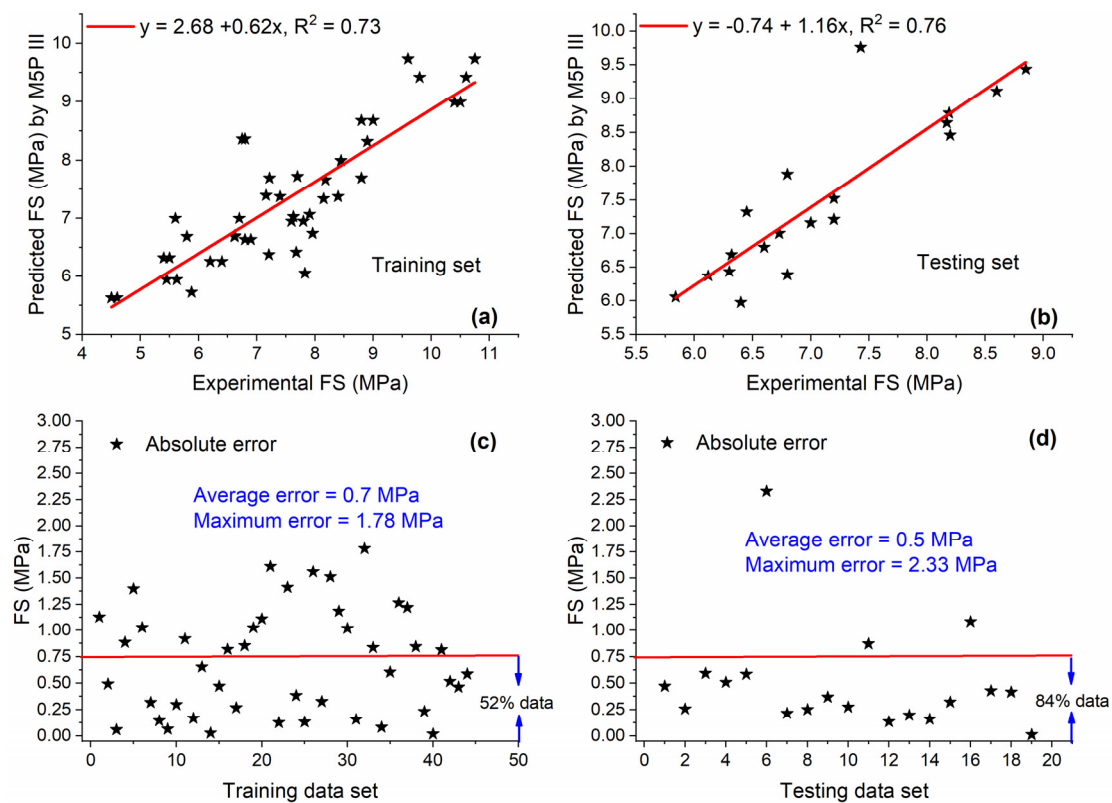 y = 2.68 +0.62x, R² = 0.73
Predicted FS (MPa) by M5P III
10
9
8
7
6
5
Training set
(a)
4 5 6 7 8 9 10 11
Experimental FS (MPa)
y = -0.74 + 1.16x, R² = 0.76
Predicted FS (MPa) by M5P III
10.0
9.5
9.0
8.5
8.0
7.5
7.0
6.5
6.0
5.5
Testing set
(b)
5.5 6.0 6.5 7.0 7.5 8.0 8.5 9.0
Experimental FS (MPa)
FS (MPa)
3.00
2.75
2.50
2.25
2.00
1.75
1.50
1.25
1.00
0.75
0.50
0.25
0.00
Absolute error
(c)
Average error = 0.7 MPa
Maximum error = 1.78 MPa
52% data
0 10 20 30 40 50
Training data set
FS (MPa)
3.00
2.75
2.50
2.25
2.00
1.75
1.50
1.25
1.00
0.75
0.50
0.25
0.00
Absolute error
(d)
Average error = 0.5 MPa
Maximum error = 2.33 MPa
84% data
0 2 4 6 8 10 12 14 16 18 20
Testing data set